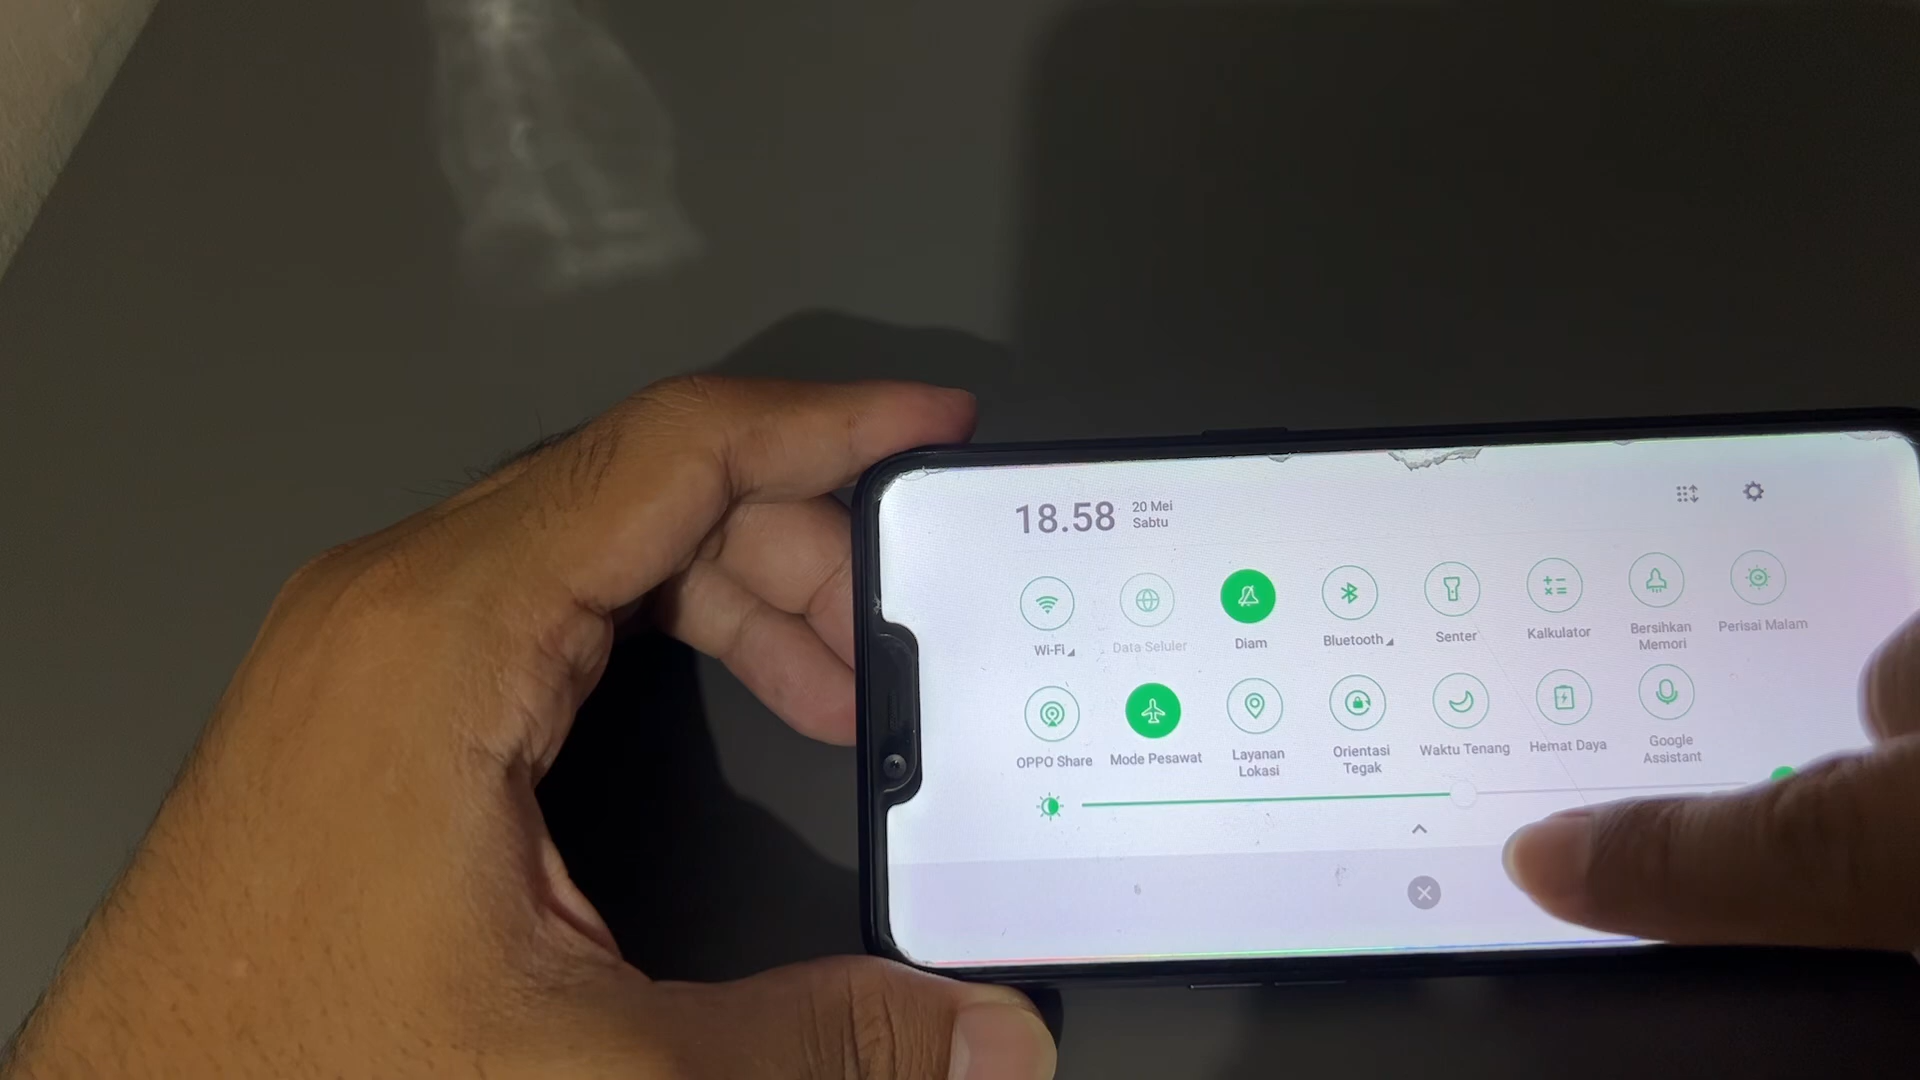 18.58
20 Mei
Sabtu
Wi-Fi
Data Seluler
Diam
Bluetooth
Senter
Kalkulator
Bersihkan
Memori
Perisai Malam
OPPO Share
Mode Pesawat
Layanan
Lokasi
Orientasi
Tegak
Waktu Tenang
Hemat Daya
Google
Assistant